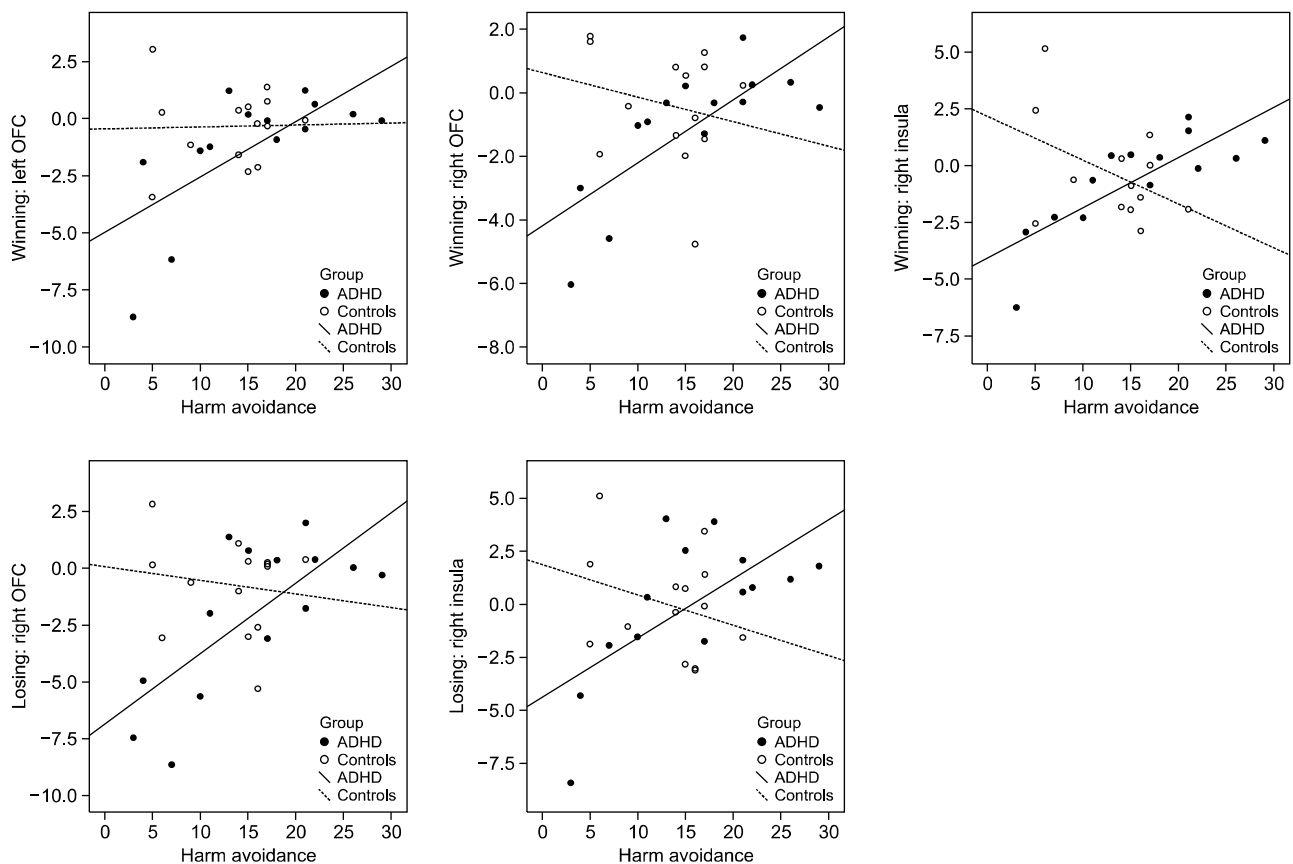 Winning: left OFC
2.5
0.0
−2.5
−5.0
−7.5
−10.0
Group
ADHD
Controls
ADHD
Controls
0 5 10 15 20 25 30
Harm avoidance
Winning: right OFC
2.0
0.0
−2.0
−4.0
−6.0
−8.0
Group
ADHD
Controls
ADHD
Controls
0 5 10 15 20 25 30
Harm avoidance
Winning: right insula
5.0
2.5
0.0
−2.5
−5.0
−7.5
Group
ADHD
Controls
ADHD
Controls
0 5 10 15 20 25 30
Harm avoidance
Losing: right OFC
2.5
0.0
−2.5
−5.0
−7.5
−10.0
Group
ADHD
Controls
ADHD
Controls
0 5 10 15 20 25 30
Harm avoidance
Losing: right insula
5.0
2.5
0.0
−2.5
−5.0
−7.5
Group
ADHD
Controls
ADHD
Controls
0 5 10 15 20 25 30
Harm avoidance